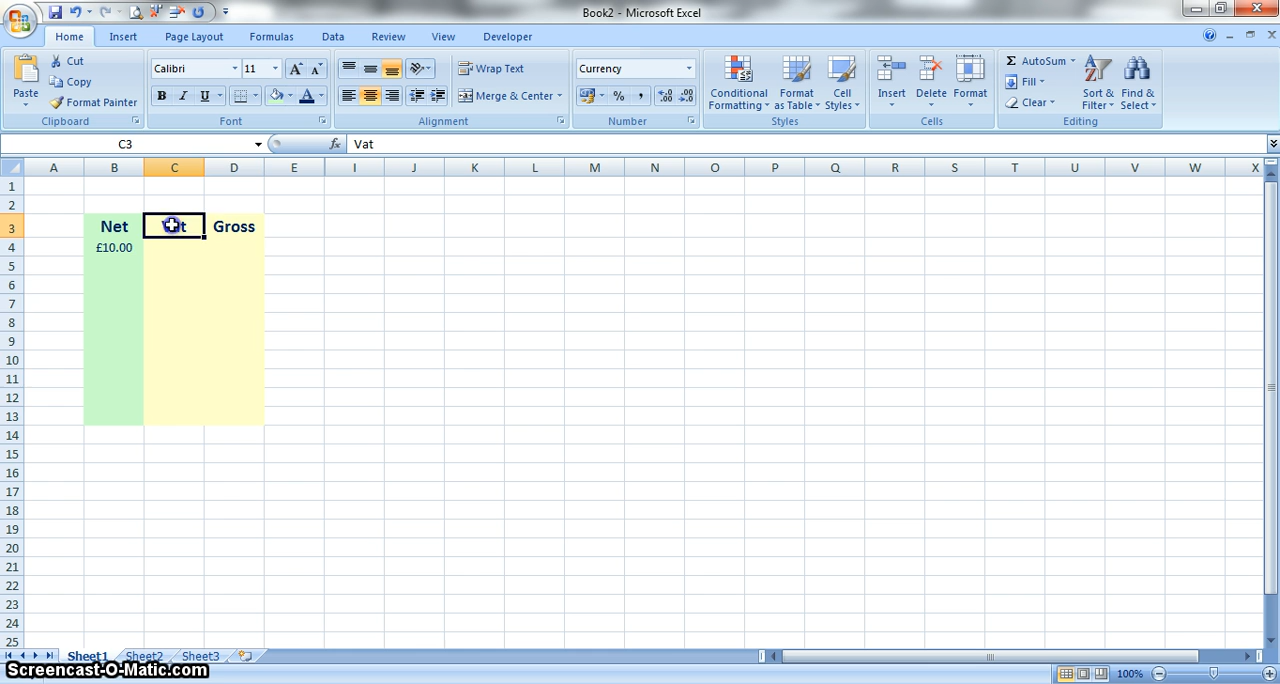 Book2 - Microsoft Excel
Home Insert Page Layout Formulas Data Review View Developer
Paste
Cut
Copy
Format Painter
Clipboard
Calibri 11
B I U
Font
Wrap Text
Merge & Center
Alignment
Currency
Number
Conditional Formatting
Format as Table
Cell Styles
Styles
Insert Delete Format
Cells
AutoSum
Fill
Clear
Sort & Filter
Find & Select
Editing
C3 fx Vat
A B C D E I J K L M N O P Q R S T U V W X
1
2
3 Net Gross
4 £10.00
5
6
7
8
9
10
11
12
13
14
15
16
17
18
19
20
21
22
23
24
25
Sheet1 Sheet2 Sheet3
Screencast-O-Matic.com
100%